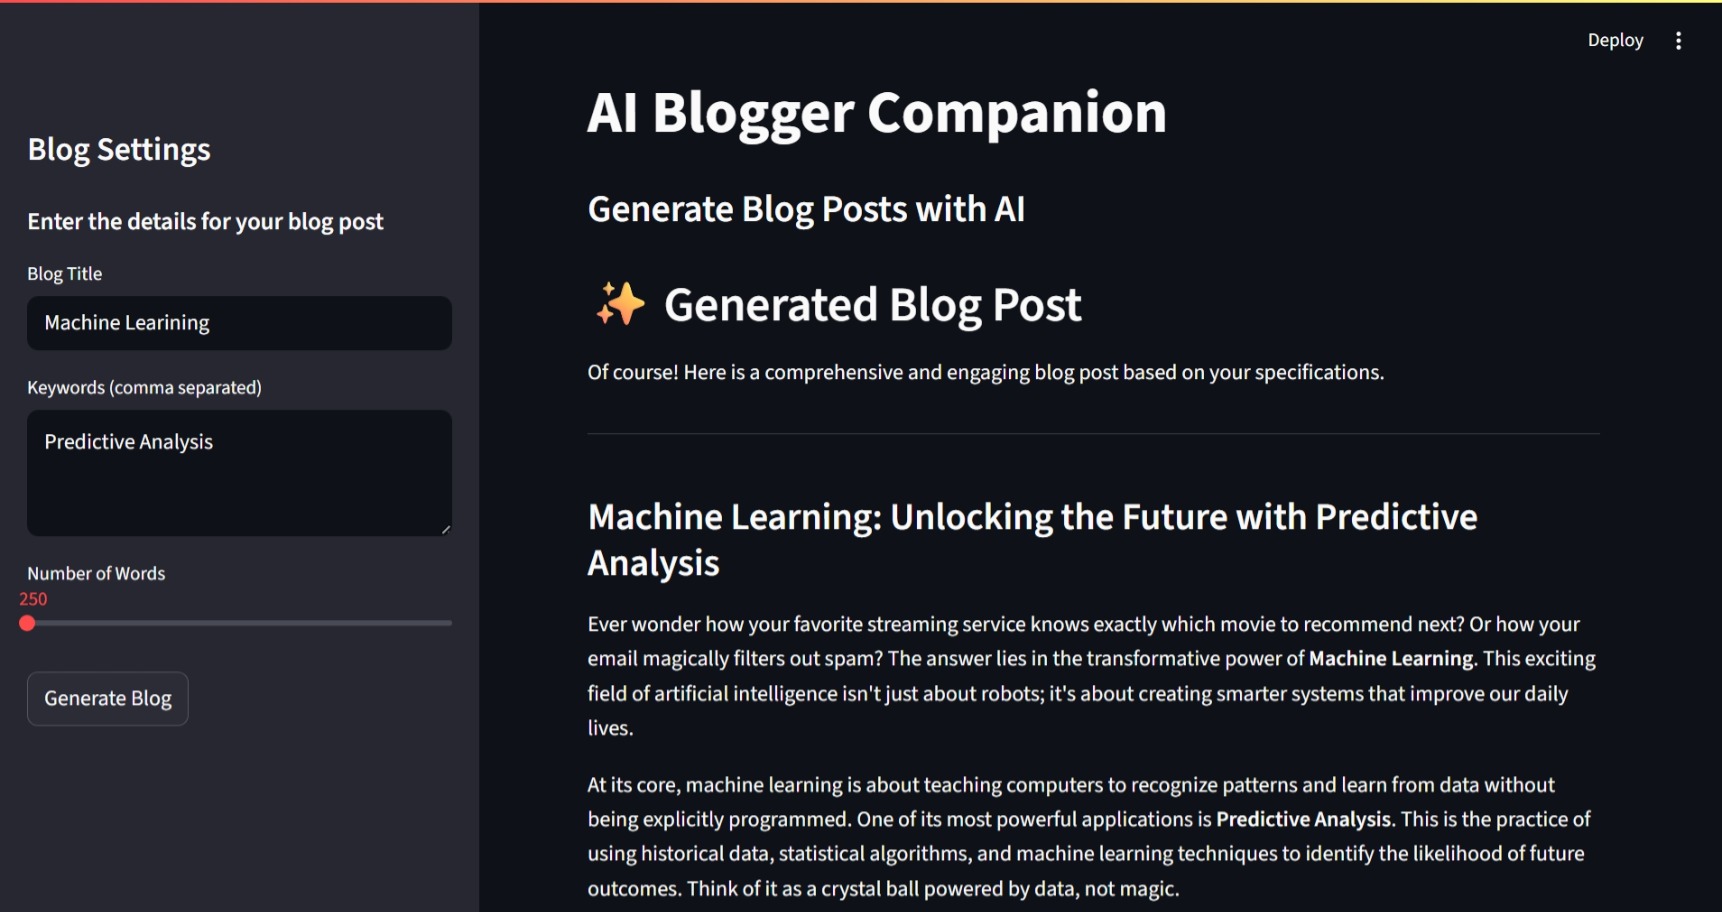 Deploy
Blog Settings
Enter the details for your blog post
Blog Title
Machine Learining
Keywords (comma separated)
Predictive Analysis
Number of Words
250
Generate Blog
AI Blogger Companion
Generate Blog Posts with AI
✨ Generated Blog Post
Of course! Here is a comprehensive and engaging blog post based on your specifications.
Machine Learning: Unlocking the Future with Predictive
Analysis
Ever wonder how your favorite streaming service knows exactly which movie to recommend next? Or how your
email magically filters out spam? The answer lies in the transformative power of Machine Learning. This exciting
field of artificial intelligence isn't just about robots; it's about creating smarter systems that improve our daily
lives.
At its core, machine learning is about teaching computers to recognize patterns and learn from data without
being explicitly programmed. One of its most powerful applications is Predictive Analysis. This is the practice of
using historical data, statistical algorithms, and machine learning techniques to identify the likelihood of future
outcomes. Think of it as a crystal ball powered by data, not magic.